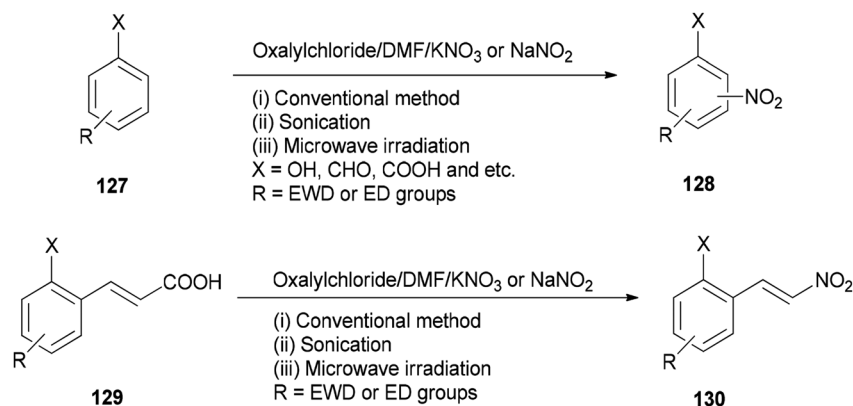 X
R
127
Oxalylchloride/DMF/KNO3 or NaNO2
(i) Conventional method
(ii) Sonication
(iii) Microwave irradiation
X = OH, CHO, COOH and etc.
R = EWD or ED groups
X
NO2
R
128
X
COOH
R
129
Oxalylchloride/DMF/KNO3 or NaNO2
(i) Conventional method
(ii) Sonication
(iii) Microwave irradiation
R = EWD or ED groups
X
NO2
R
130